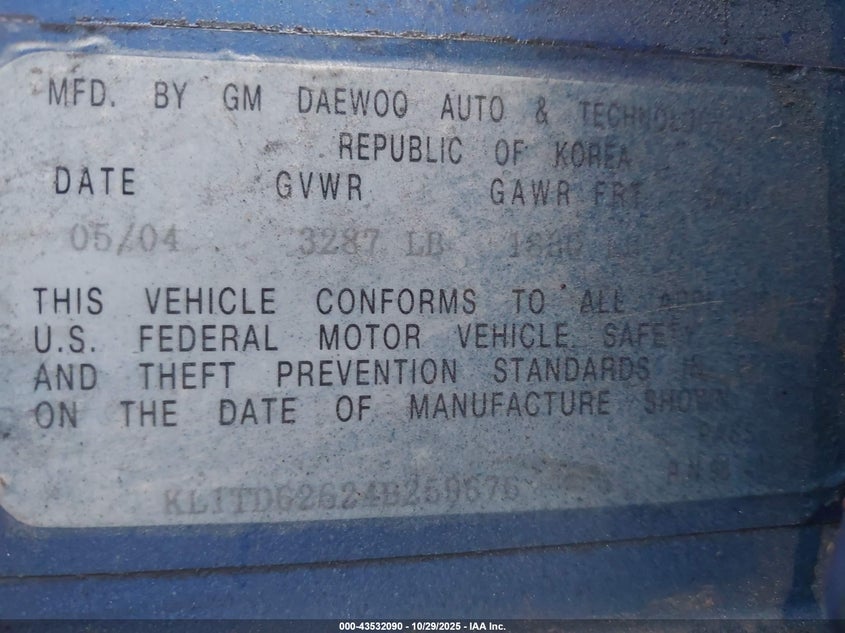 MFD. BY GM DAEWOO AUTO &
REPUBLIC OF KOREA
DATE GVWR GAWR FRT
05/04 3287 LB
THIS VEHICLE CONFORMS TO ALL
U.S. FEDERAL MOTOR VEHICLE
AND THEFT PREVENTION STANDARDS
ON THE DATE OF MANUFACTURE
000-43532090 - 10/29/2025 - IAA Inc.